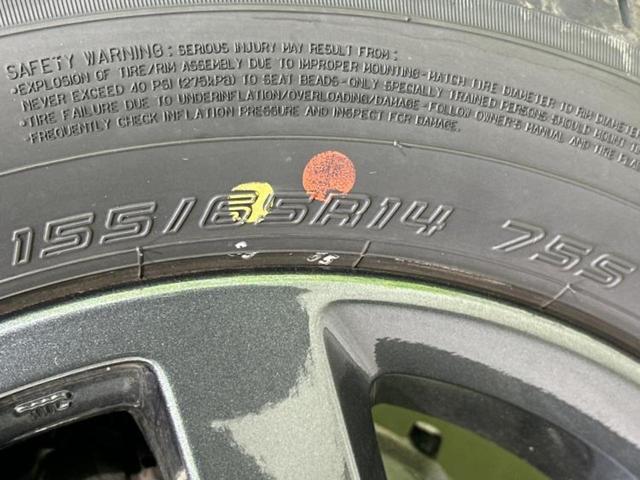 SAFETY WARNING: SERIOUS INJURY MAY RESULT FROM:
•EXPLOSION OF TIRE/RIM ASSEMBLY DUE TO IMPROPER MOUNTING-MATCH TIRE DIAMETER TO RIM DIAMETER
NEVER EXCEED 40 PSI (275kPa) TO SEAT BEADS-ONLY SPECIALLY TRAINED PERSONS SHOULD MOUNT
•TIRE FAILURE DUE TO UNDERINFLATION/OVERLOADING/DAMAGE-FOLLOW OWNER'S MANUAL AND TIRE
•FREQUENTLY CHECK INFLATION PRESSURE AND INSPECT FOR DAMAGE.
155/65R14 75S